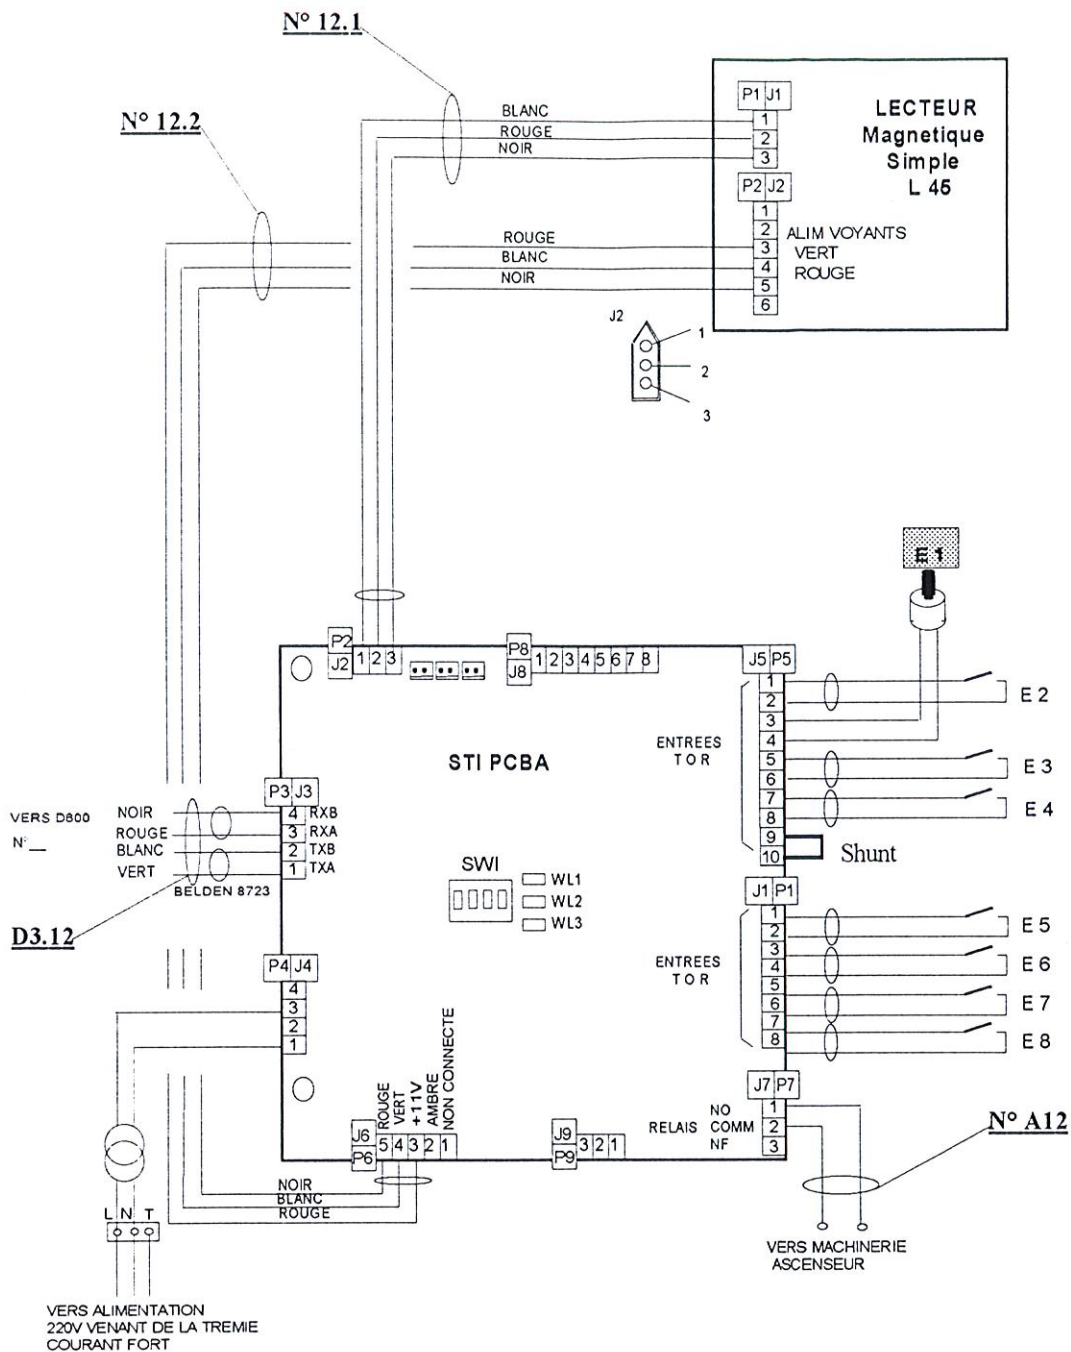 N° 12.1
N° 12.2
P1 J1
1
2
3
BLANC
ROUGE
NOIR
LECTEUR
Magnetique
Simple
L 45
P2 J2
1
2
3
4
5
6
ALIM VOYANTS
VERT
ROUGE
ROUGE
BLANC
NOIR
J2
1
2
3
E 1
P2
J2
1 2 3
P8
J8
1 2 3 4 5 6 7 8
J5 P5
1
2
3
4
5
6
7
8
9
10
ENTREES
T O R
E 2
E 3
E 4
Shunt
STI PCBA
P3 J3
4 RXB
3 RXA
2 TXB
1 TXA
VERS D800
N°__
NOIR
ROUGE
BLANC
VERT
BELDEN 8723
D3.12
SWI
WL1
WL2
WL3
J1 P1
1
2
3
4
5
6
7
8
ENTREES
T O R
E 5
E 6
E 7
E 8
P4 J4
4
3
2
1
ROUGE
VERT
+11V
AMBRE
NON CONNECTE
J6
P6
5 4 3 2 1
J9
P9
3 2 1
J7 P7
1
2
3
NO
RELAIS COMM
NF
N° A12
NOIR
BLANC
ROUGE
L N T
VERS MACHINERIE
ASCENSEUR
VERS ALIMENTATION
220V VENANT DE LA TREMIE
COURANT FORT